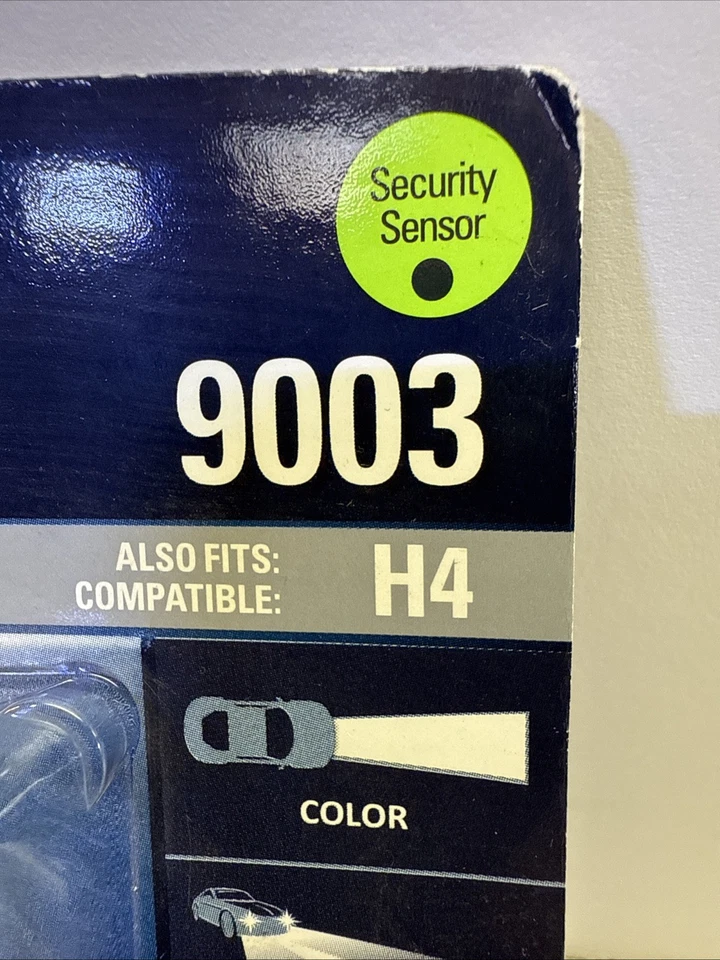 Security
Sensor
9003
ALSO FITS:
COMPATIBLE:
H4
COLOR